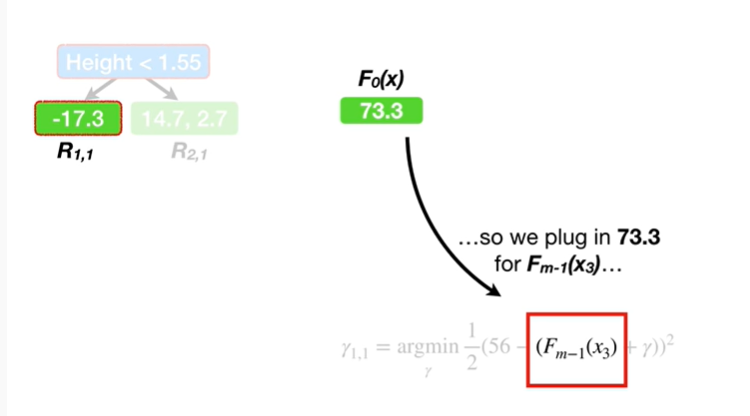 Height < 1.55
-17.3
14.7, 2.7
R1,1
R2,1
F0(x)
73.3
...so we plug in 73.3
for Fm-1(x3)...
γ1,1 = argmin 1/2 (56 - (Fm−1(x3) + γ))²
γ